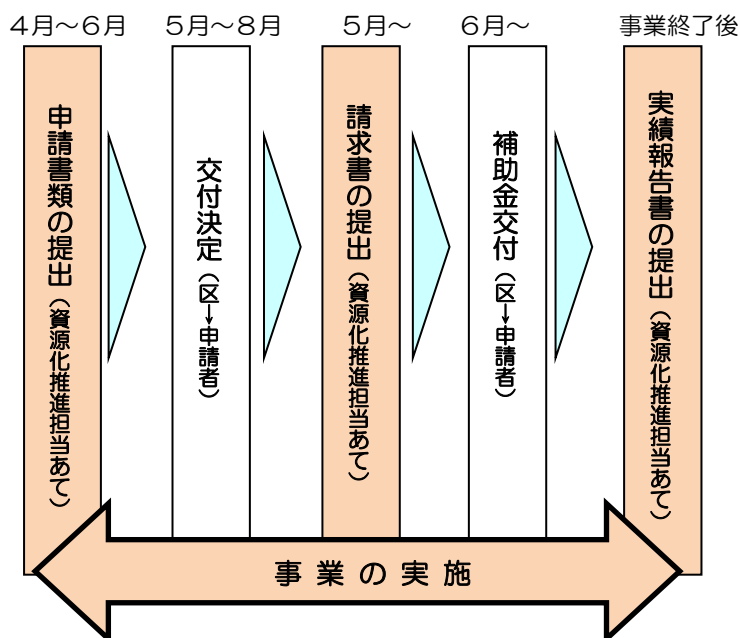 4月～6月
5月～8月
5月～
6月～
事業終了後
申請書類の提出（資源化推進担当あて）
交付決定（区→申請者）
請求書の提出（資源化推進担当あて）
補助金交付（区→申請者）
実績報告書の提出（資源化推進担当あて）
事業の実施